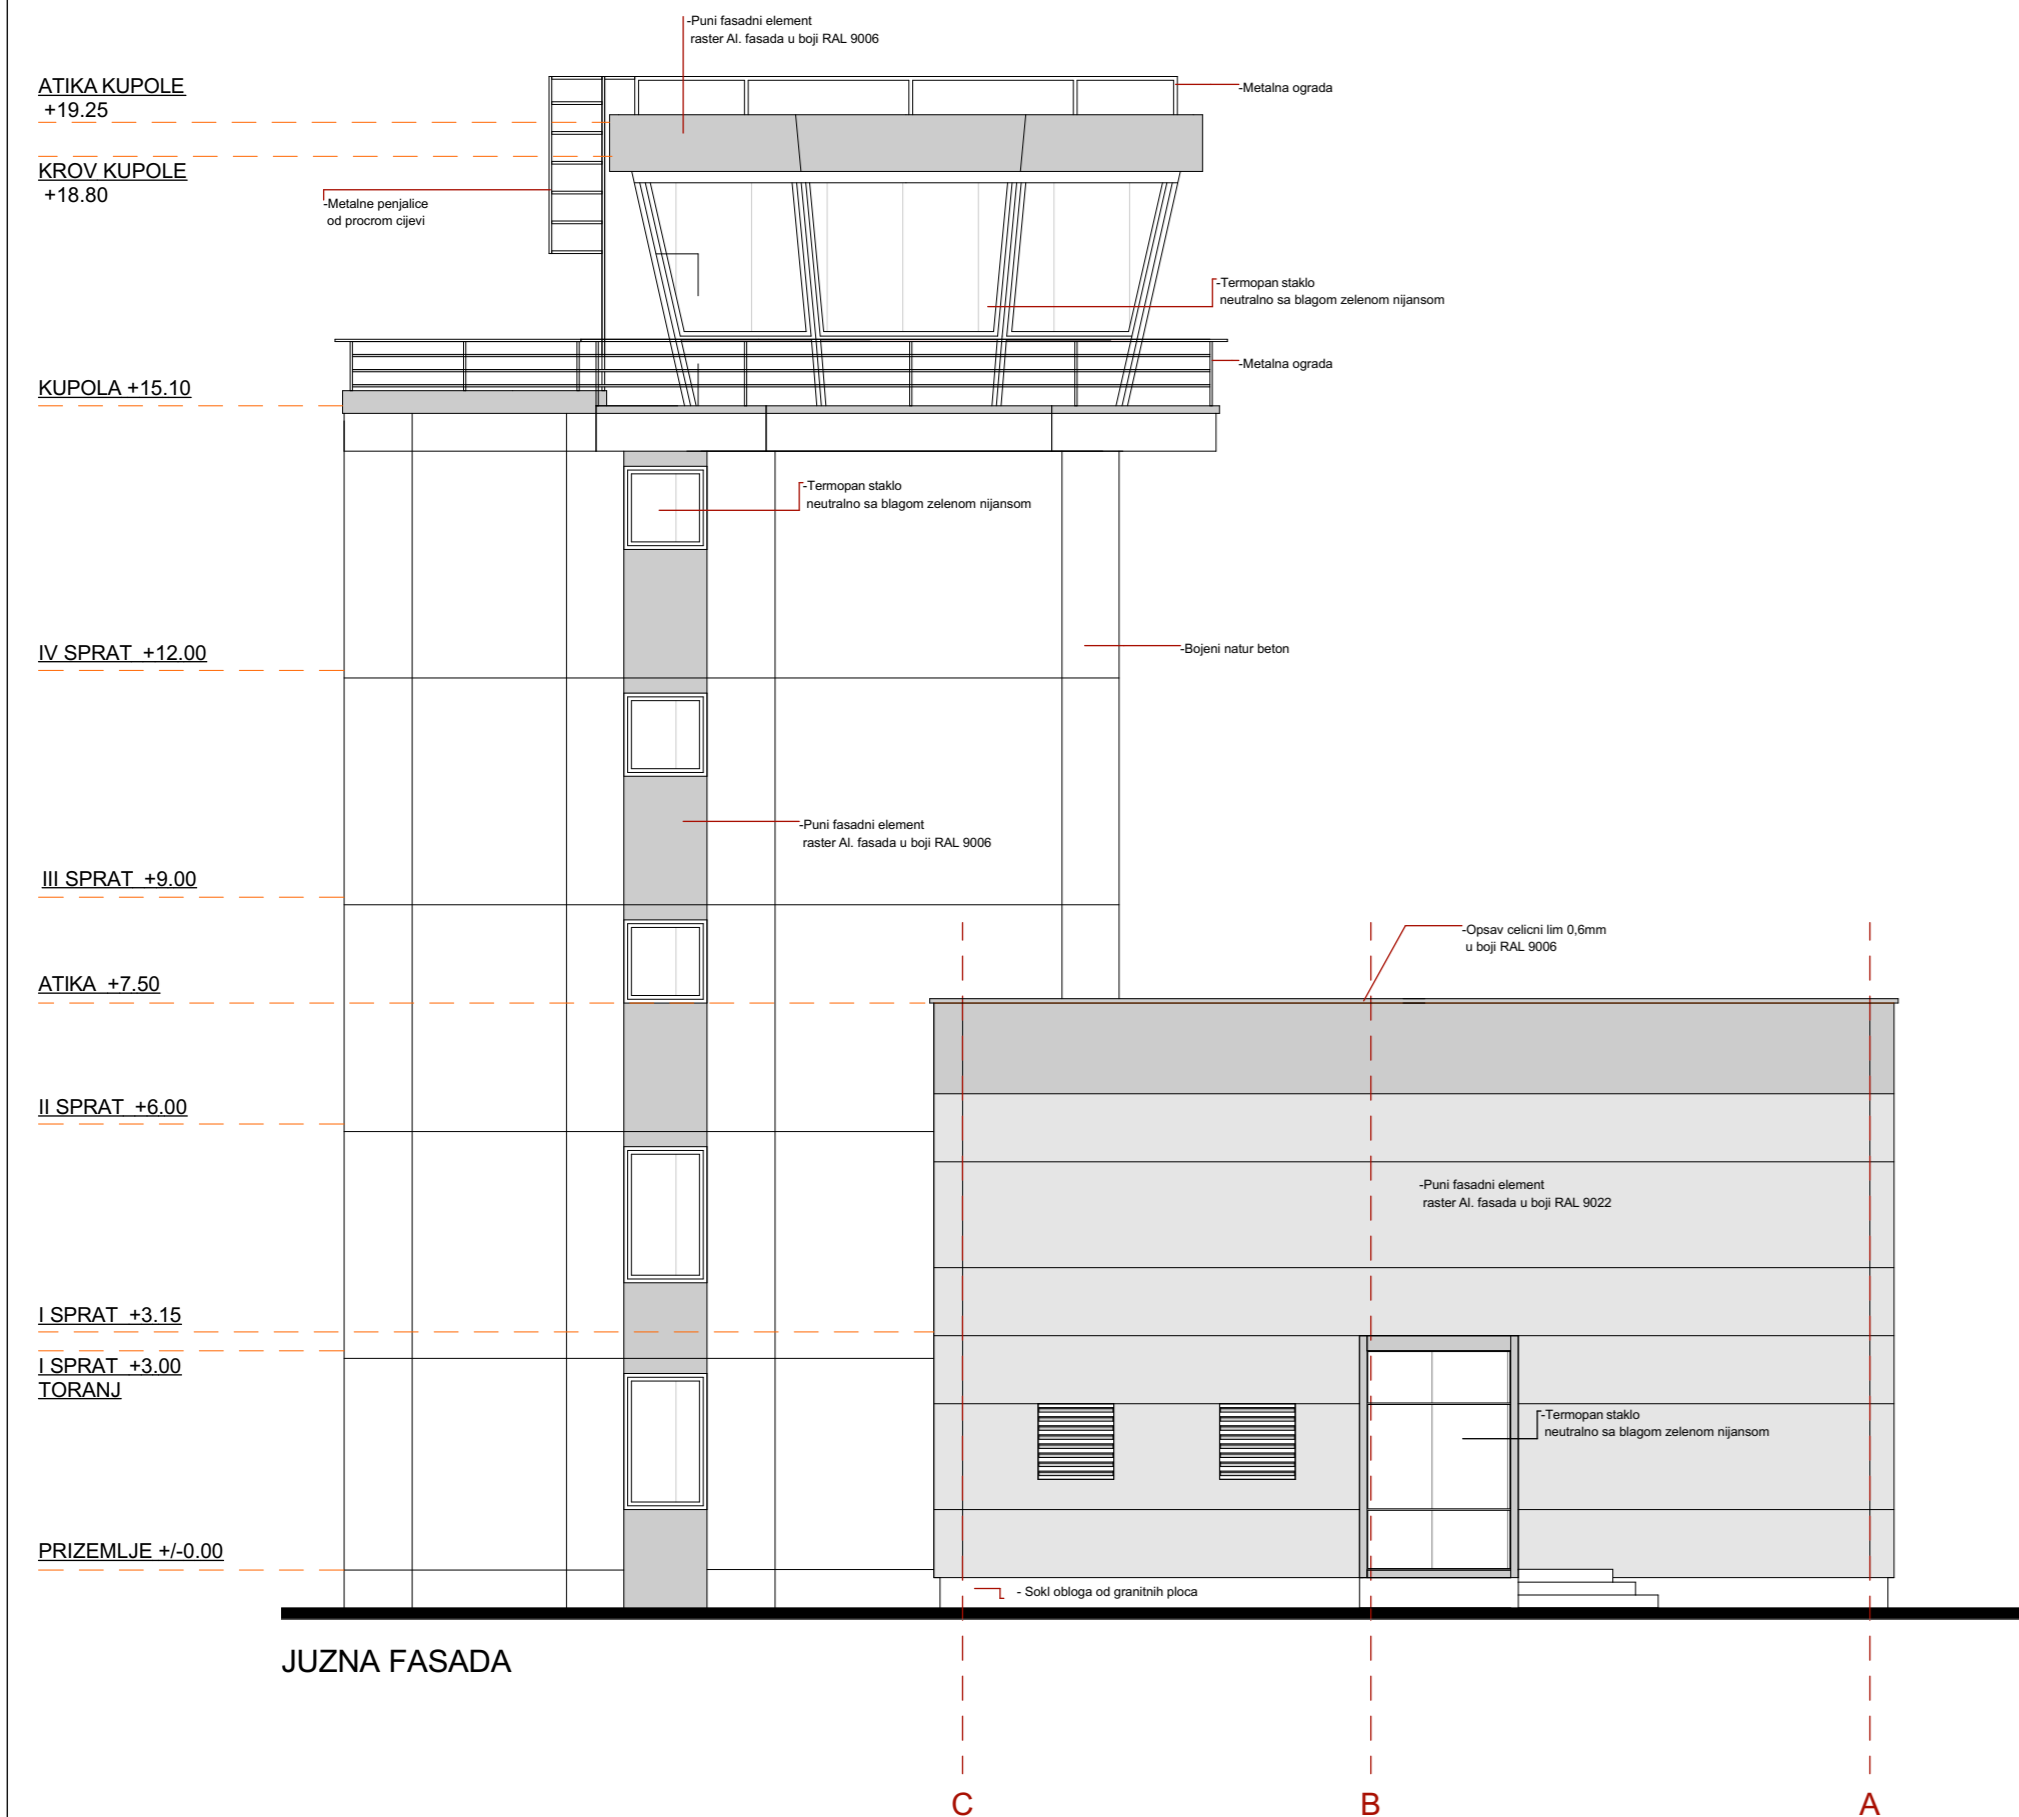 -Puni fasadni element
raster Al. fasada u boji RAL 9006
ATIKA KUPOLE
+19.25
-Metalna ograda
KROV KUPOLE
+18.80
-Metalne penjalice
od procrom cijevi
-Termopan staklo
neutralno sa blagom zelenom nijansom
-Metalna ograda
KUPOLA +15.10
-Termopan staklo
neutralno sa blagom zelenom nijansom
IV SPRAT +12.00
-Bojeni natur beton
-Puni fasadni element
raster Al. fasada u boji RAL 9006
III SPRAT +9.00
-Opsav celicni lim 0,6mm
u boji RAL 9006
ATIKA +7.50
II SPRAT +6.00
-Puni fasadni element
raster Al. fasada u boji RAL 9022
I SPRAT +3.15
I SPRAT +3.00
TORANJ
-Termopan staklo
neutralno sa blagom zelenom nijansom
PRIZEMLJE +/-0.00
- Sokl obloga od granitnih ploca
JUZNA FASADA
C
B
A